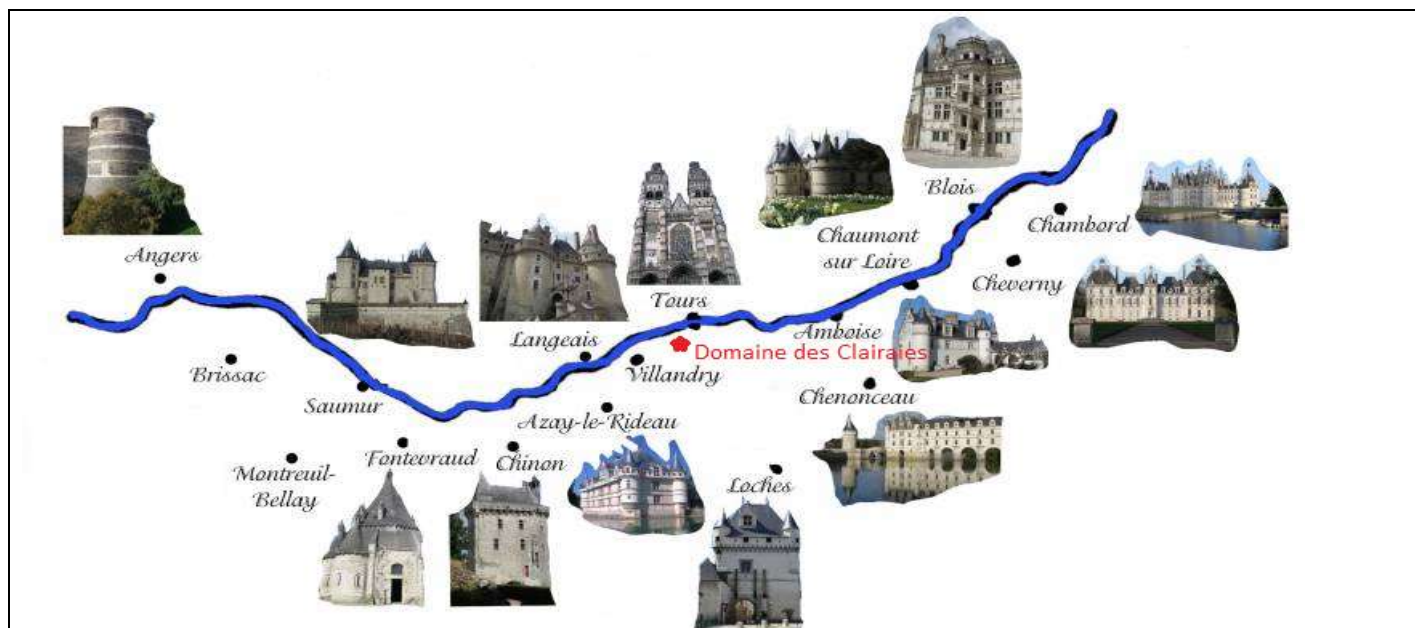 Blois
Chambord
Chaumont
sur Loire
Cheverny
Angers
Tours
Amboise
Langeais
Domaine des Clairaies
Brissac
Villandry
Saumur
Chenonceau
Azay-le-Rideau
Fontevraud
Chinon
Montreuil-
Bellay
Loches